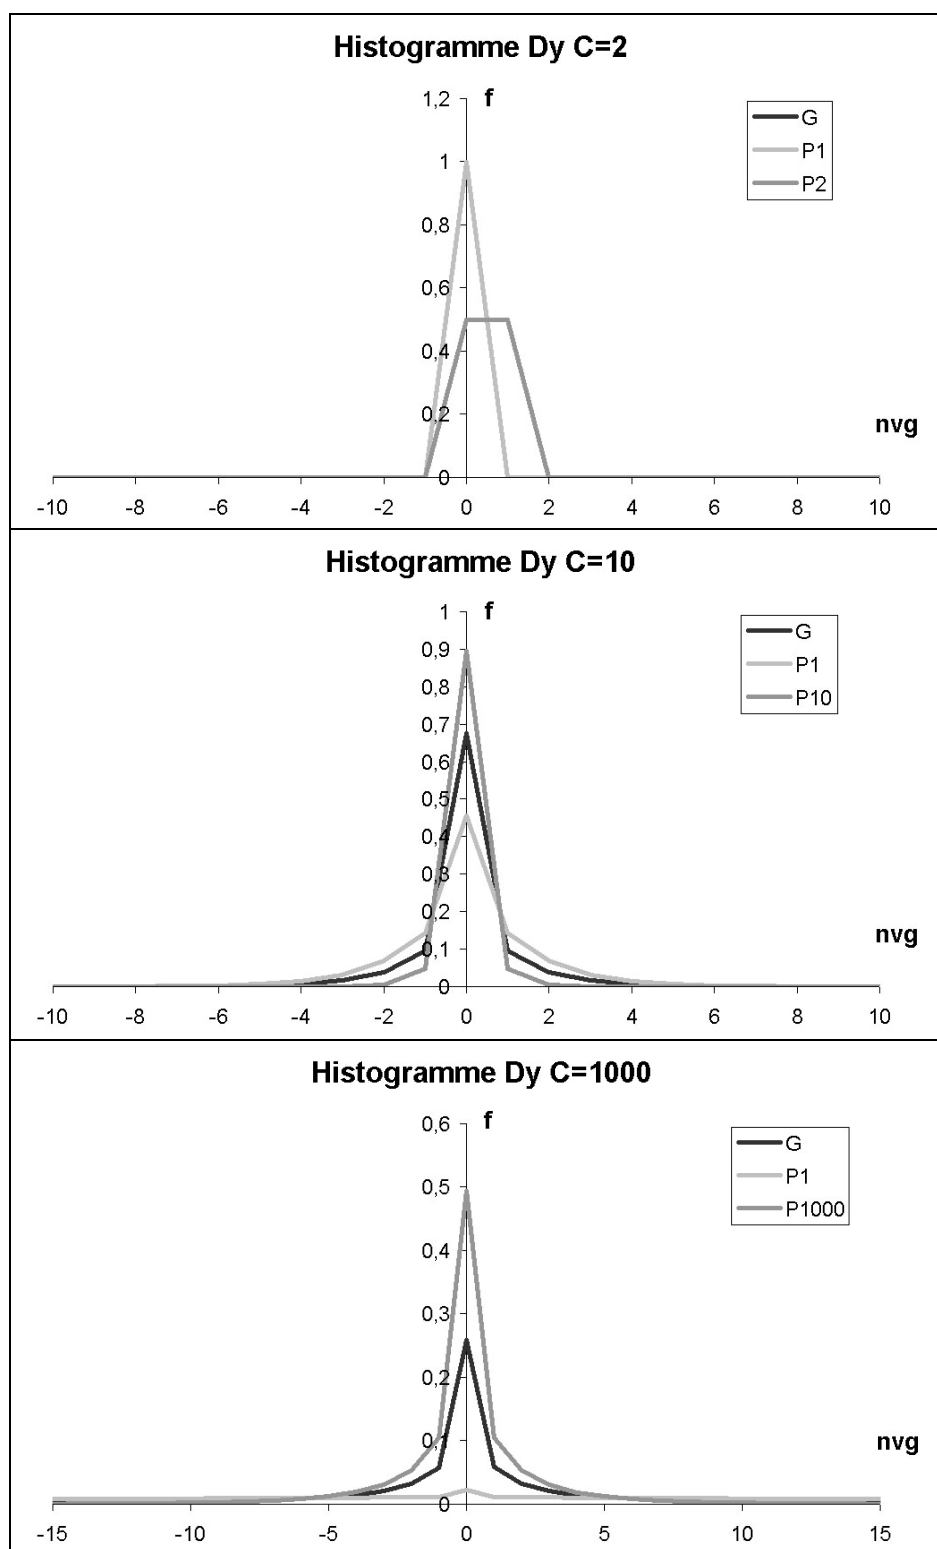 Histogramme Dy C=2
f
1,2
1
0,8
0,6
0,4
0,2
0
G
P1
P2
nvg
-10 -8 -6 -4 -2 0 2 4 6 8 10
Histogramme Dy C=10
f
1
0,9
0,8
0,7
0,6
0,5
0,4
0,3
0,2
0,1
0
G
P1
P10
nvg
-10 -8 -6 -4 -2 0 2 4 6 8 10
Histogramme Dy C=1000
f
0,6
0,5
0,4
0,3
0,2
0,1
0
G
P1
P1000
nvg
-15 -10 -5 0 5 10 15